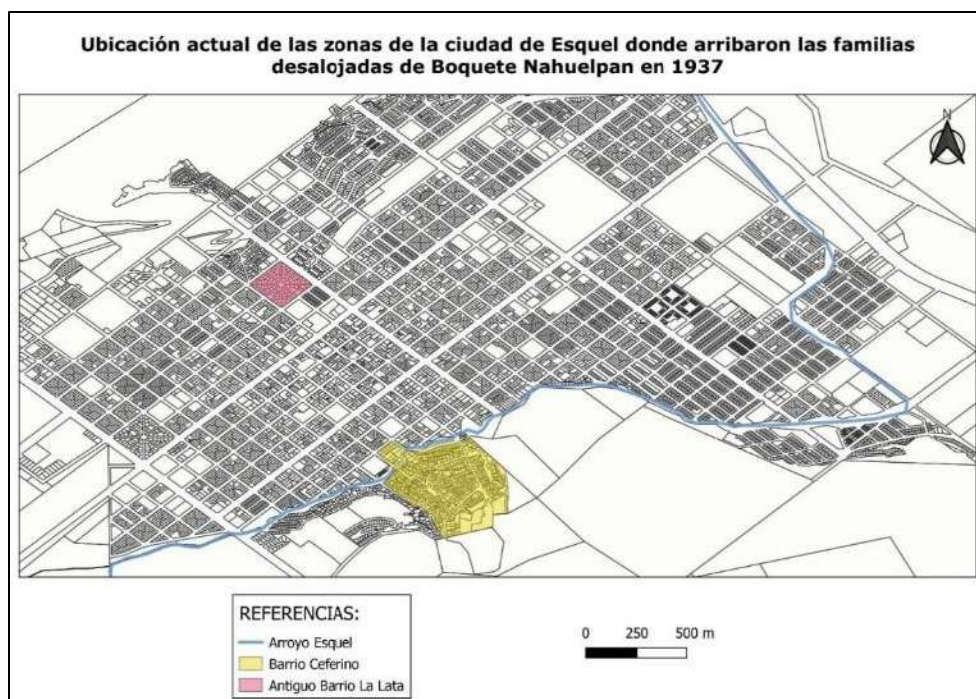 Ubicación actual de las zonas de la ciudad de Esquel donde arribaron las familias
desalojadas de Boquete Nahuelpan en 1937
N
REFERENCIAS:
Arroyo Esquel
Barrio Ceferino
Antiguo Barrio La Lata
0 250 500 m